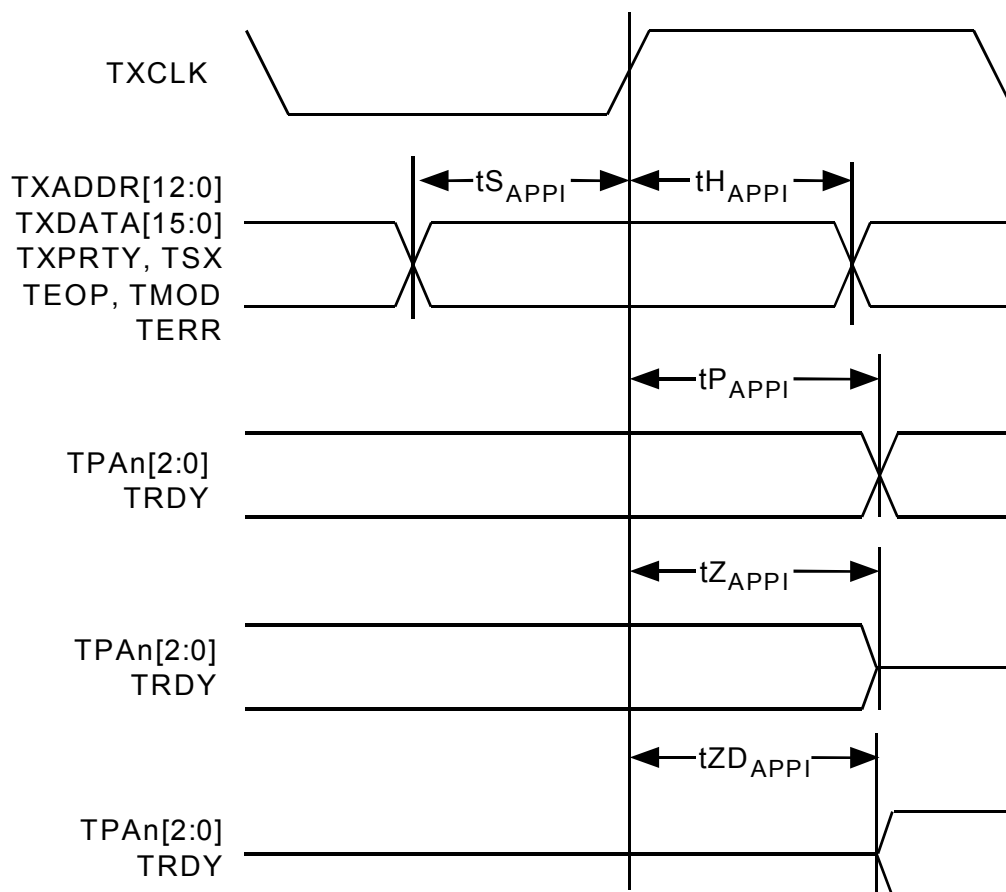 TXCLK
TXADDR[12:0]
TXDATA[15:0]
TXPRTY, TSX
TEOP, TMOD
TERR
tSAPPI
tHAPPI
tPAPPI
TPAn[2:0]
TRDY
tZAPPI
TPAn[2:0]
TRDY
tZDAPPI
TPAn[2:0]
TRDY